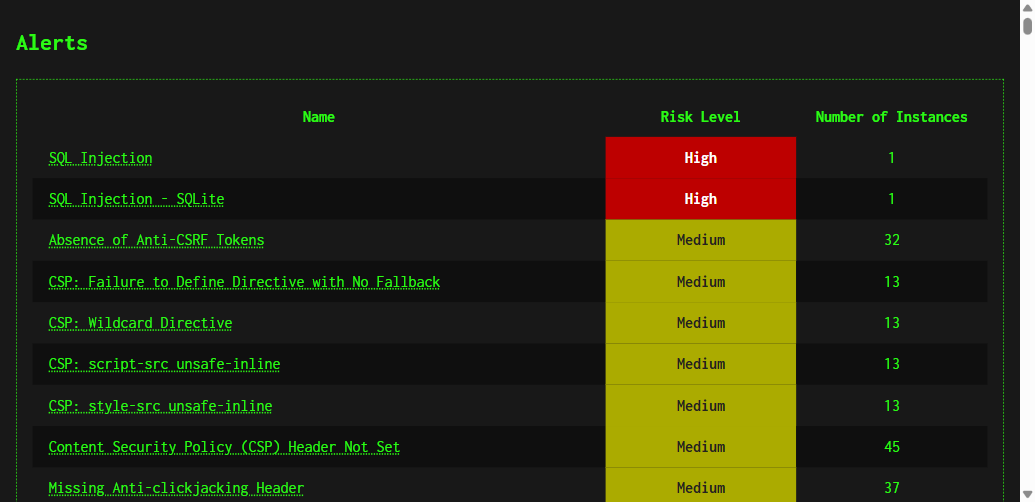 Alerts
Name Risk Level Number of Instances
SQL Injection High 1
SQL Injection - SQLite High 1
Absence of Anti-CSRF Tokens Medium 32
CSP: Failure to Define Directive with No Fallback Medium 13
CSP: Wildcard Directive Medium 13
CSP: script-src unsafe-inline Medium 13
CSP: style-src unsafe-inline Medium 13
Content Security Policy (CSP) Header Not Set Medium 45
Missing Anti-clickjacking Header Medium 37